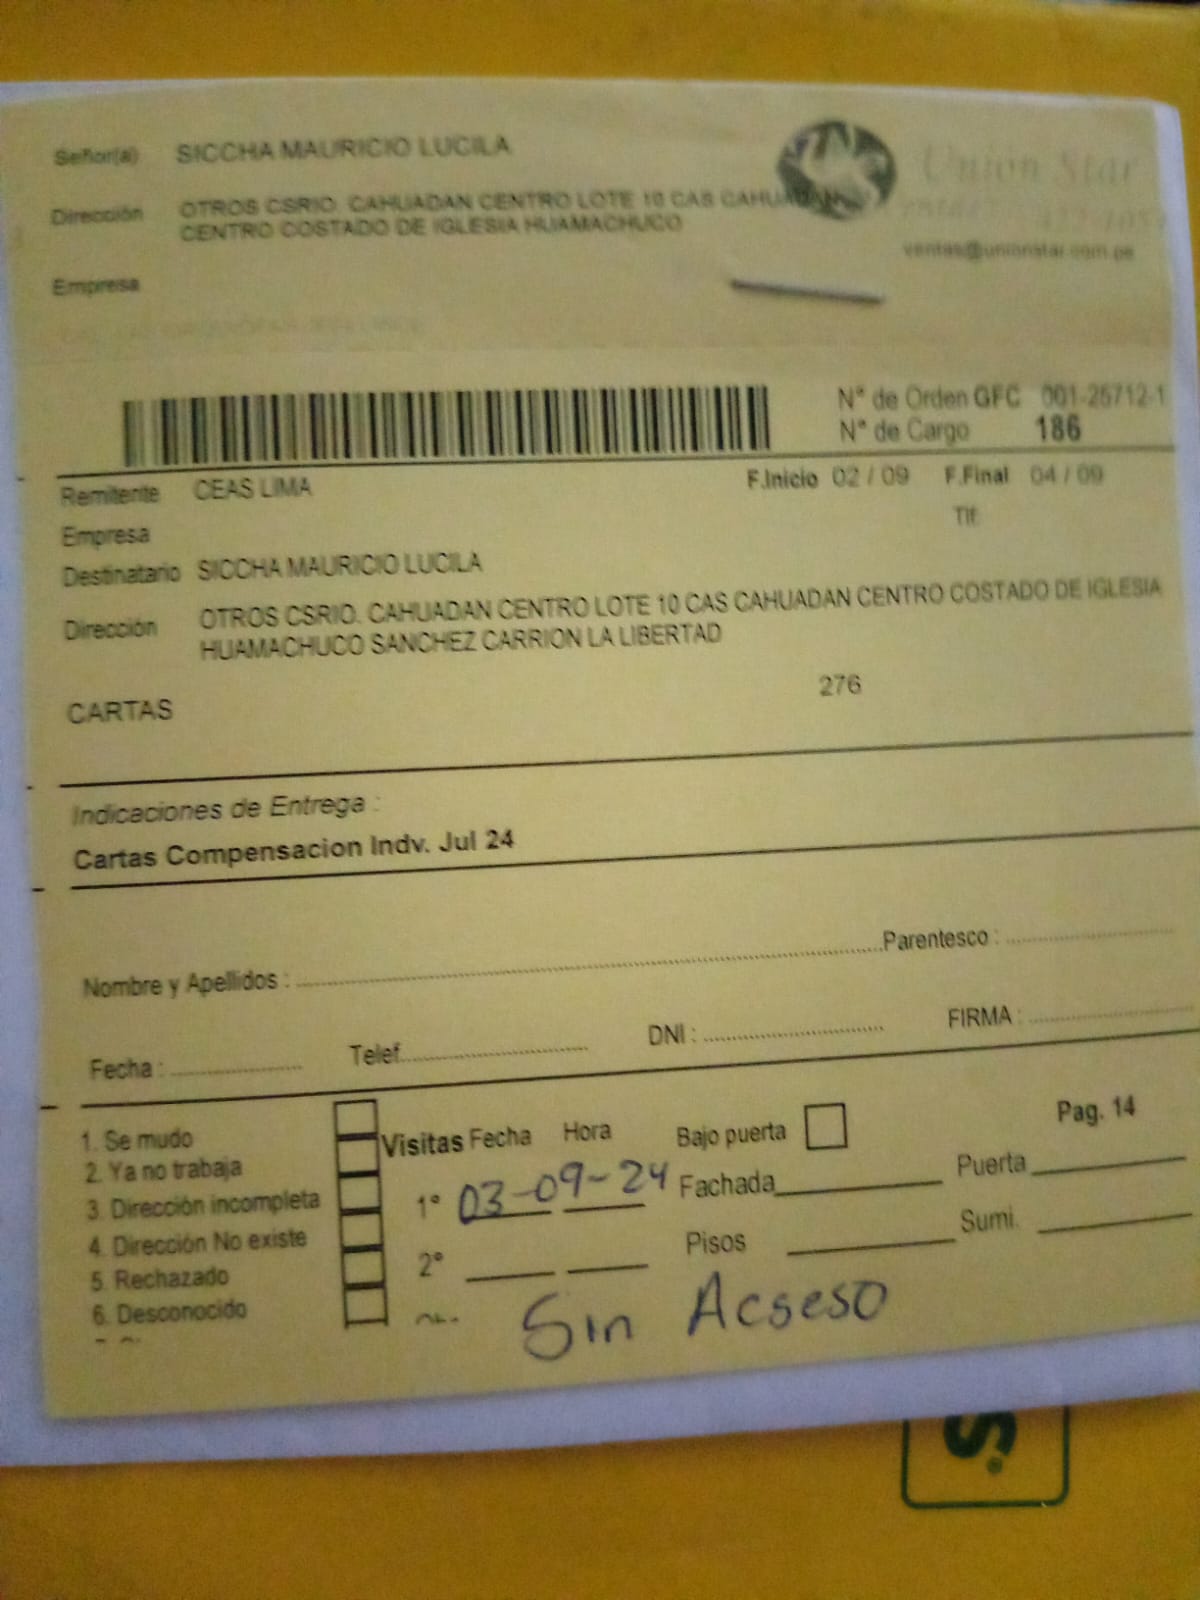 Señor(a) SICCHA MAURICIO LUCILA
Unión Star
Dirección OTROS CSRIO. CAHUADAN CENTRO LOTE 10 CAS CAHUADAN
CENTRO COSTADO DE IGLESIA HUAMACHUCO
ventas@unionstar.com.pe
Empresa
N° de Orden GFC 001-25712-1
N° de Cargo 186
Remitente CEAS LIMA F.Inicio 02 / 09 F.Final 04 / 09
Empresa Tlf.
Destinatario SICCHA MAURICIO LUCILA
Dirección OTROS CSRIO. CAHUADAN CENTRO LOTE 10 CAS CAHUADAN CENTRO COSTADO DE IGLESIA
HUAMACHUCO SANCHEZ CARRION LA LIBERTAD
CARTAS 276
Indicaciones de Entrega :
Cartas Compensacion Indv. Jul 24
Nombre y Apellidos : Parentesco :
Fecha : Telef. DNI : FIRMA :
1. Se mudo Visitas Fecha Hora Bajo puerta Pag. 14
2. Ya no trabaja
3. Dirección incompleta 1° 03-09-24 Fachada Puerta
4. Dirección No existe 2° Pisos Sumi.
5. Rechazado
6. Desconocido Sin Acseso
S